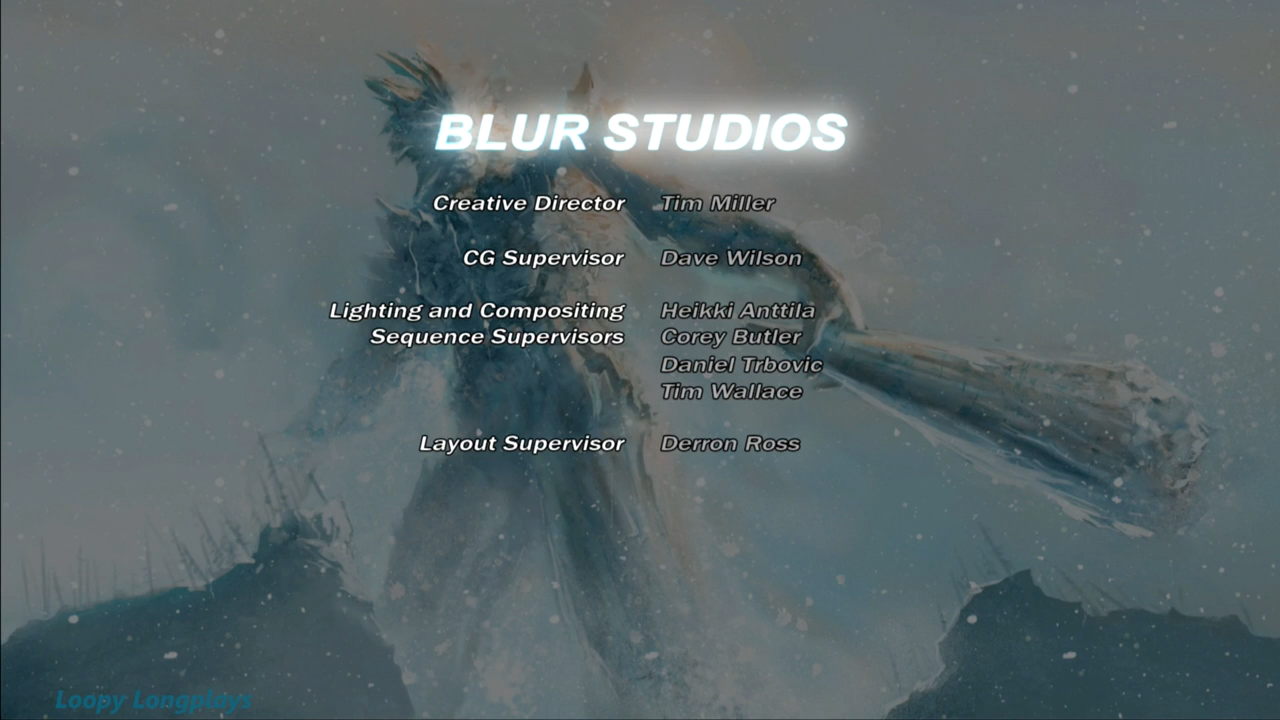 BLUR STUDIOS
Creative Director Tim Miller
CG Supervisor Dave Wilson
Lighting and Compositing Heikki Anttila
Sequence Supervisors Corey Butler
Daniel Trbovic
Tim Wallace
Layout Supervisor Derron Ross
Loopy Longplays